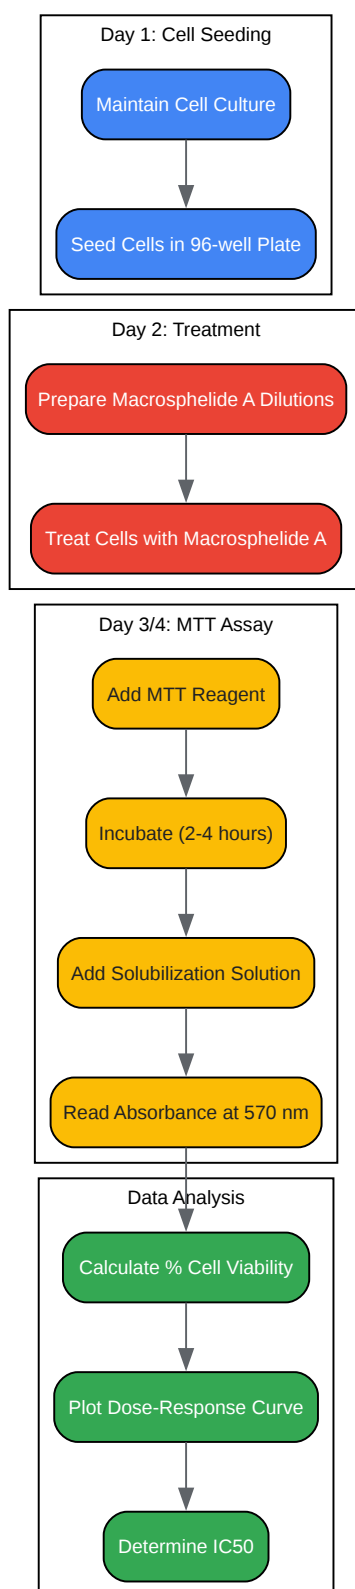 Day 1: Cell Seeding
Maintain Cell Culture
Seed Cells in 96-well Plate
Day 2: Treatment
Prepare Macrosphelide A Dilutions
Treat Cells with Macrosphelide A
Day 3/4: MTT Assay
Add MTT Reagent
Incubate (2-4 hours)
Add Solubilization Solution
Read Absorbance at 570 nm
Data Analysis
Calculate % Cell Viability
Plot Dose-Response Curve
Determine IC50